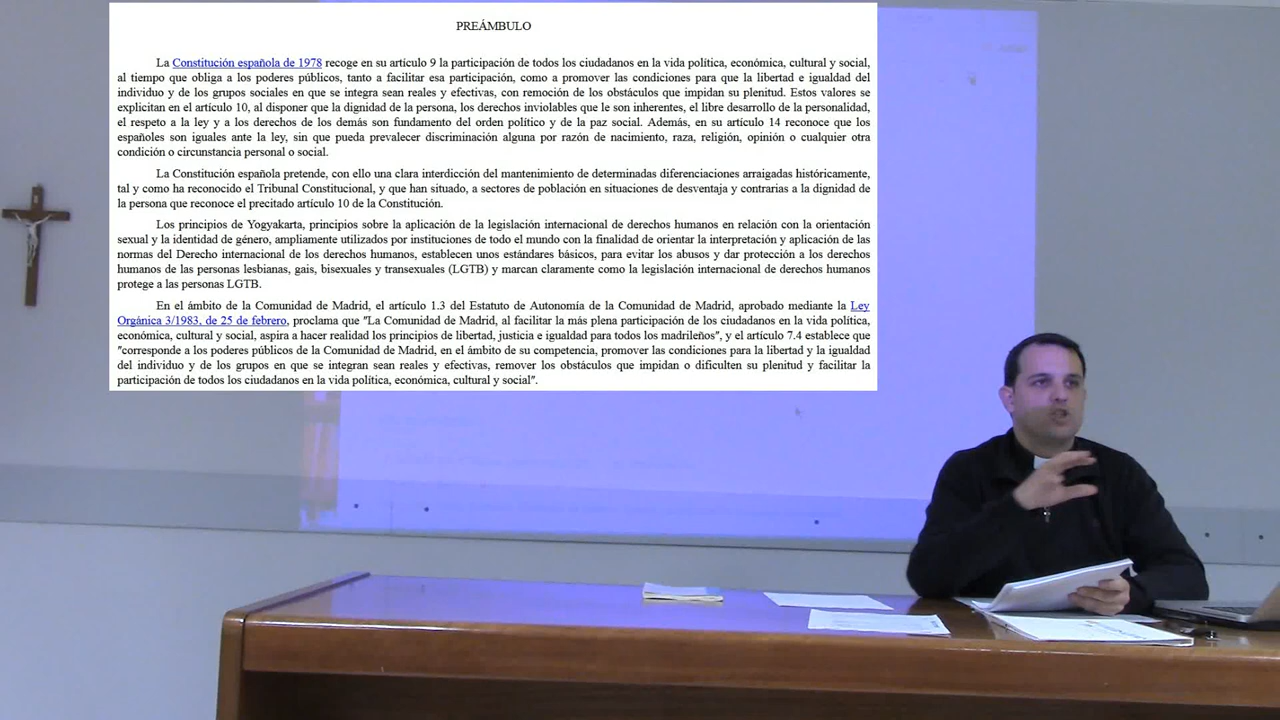 PREÁMBULO
La Constitución española de 1978 recoge en su artículo 9 la participación de todos los ciudadanos en la vida política, económica, cultural y social,
al tiempo que obliga a los poderes públicos, tanto a facilitar esa participación, como a promover las condiciones para que la libertad e igualdad del
individuo y de los grupos sociales en que se integra sean reales y efectivas, con remoción de los obstáculos que impidan su plenitud. Estos valores se
explicitan en el artículo 10, al disponer que la dignidad de la persona, los derechos inviolables que le son inherentes, el libre desarrollo de la personalidad,
el respeto a la ley y a los derechos de los demás son fundamento del orden político y de la paz social. Además, en su artículo 14 reconoce que los
españoles son iguales ante la ley, sin que pueda prevalecer discriminación alguna por razón de nacimiento, raza, religión, opinión o cualquier otra
condición o circunstancia personal o social.
La Constitución española pretende, con ello una clara interdicción del mantenimiento de determinadas diferenciaciones arraigadas históricamente,
tal y como ha reconocido el Tribunal Constitucional, y que han situado, a sectores de población en situaciones de desventaja y contrarias a la dignidad de
la persona que reconoce el precitado artículo 10 de la Constitución.
Los principios de Yogyakarta, principios sobre la aplicación de la legislación internacional de derechos humanos en relación con la orientación
sexual y la identidad de género, ampliamente utilizados por instituciones de todo el mundo con la finalidad de orientar la interpretación y aplicación de las
normas del Derecho internacional de los derechos humanos, establecen unos estándares básicos, para evitar los abusos y dar protección a los derechos
humanos de las personas lesbianas, gais, bisexuales y transexuales (LGTB) y marcan claramente como la legislación internacional de derechos humanos
protege a las personas LGTB.
En el ámbito de la Comunidad de Madrid, el artículo 1.3 del Estatuto de Autonomía de la Comunidad de Madrid, aprobado mediante la Ley
Orgánica 3/1983, de 25 de febrero, proclama que "La Comunidad de Madrid, al facilitar la más plena participación de los ciudadanos en la vida política,
económica, cultural y social, aspira a hacer realidad los principios de libertad, justicia e igualdad para todos los madrileños", y el artículo 7.4 establece que
"corresponde a los poderes públicos de la Comunidad de Madrid, en el ámbito de su competencia, promover las condiciones para la libertad y la igualdad
del individuo y de los grupos en que se integran sean reales y efectivas, remover los obstáculos que impidan o dificulten su plenitud y facilitar la
participación de todos los ciudadanos en la vida política, económica, cultural y social".